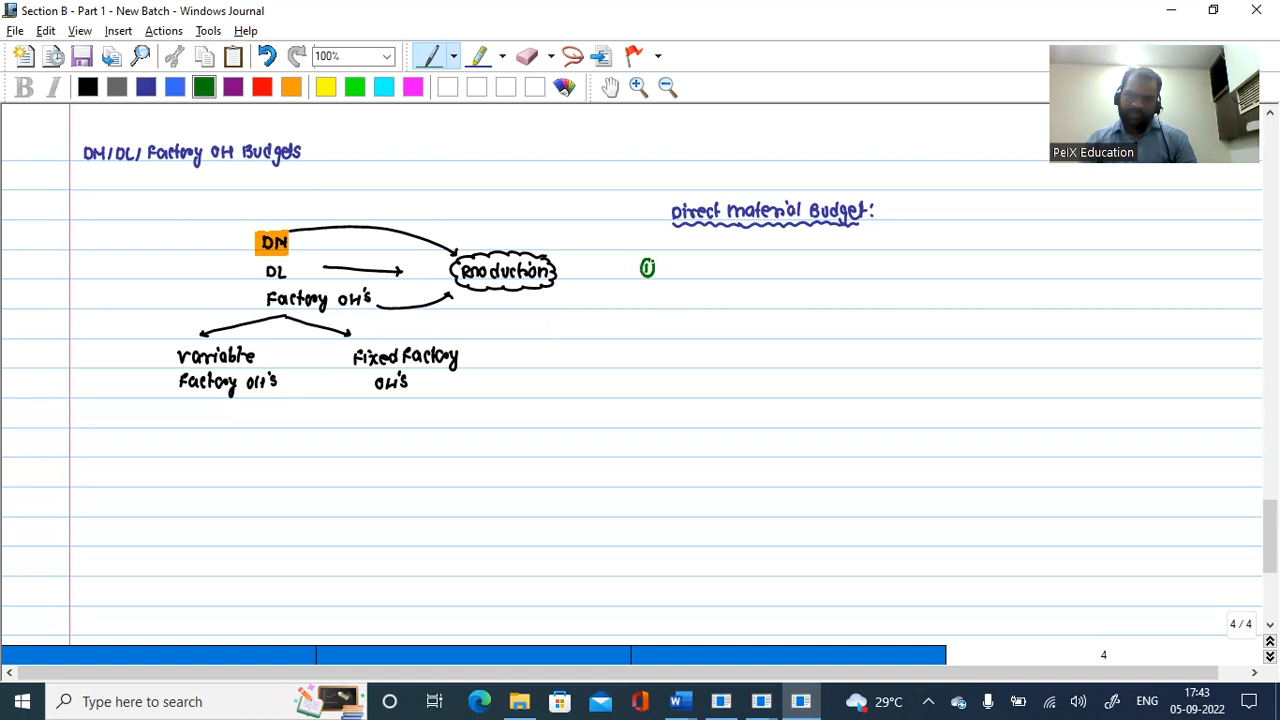 Section B - Part 1 - New Batch - Windows Journal
File Edit View Insert Actions Tools Help
100%
B I
PelX Education
DM/DL/ Factory OH Budgets
Direct Material Budget:
DM
DL
Production
①
Factory OH's
Variable
Factory OH's
Fixed Factory
OH's
4 / 4
4
Type here to search
29°C
ENG
17:43
05-09-2022